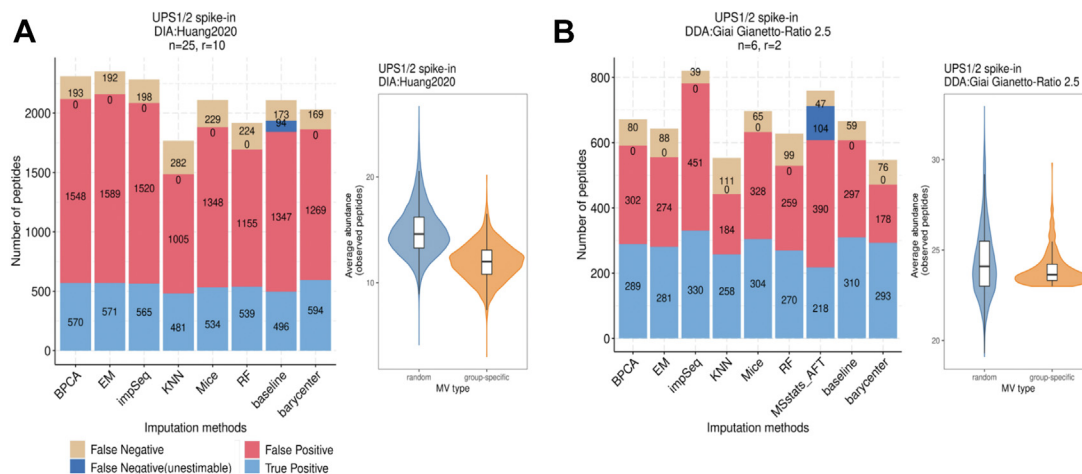 A
UPS1/2 spike-in
DIA:Huang2020
n=25, r=10
Number of peptides
2000
1500
1000
500
0
193
0
1548
570
192
0
1589
571
198
0
1520
565
282
0
1005
481
229
0
1348
534
224
0
1155
539
173
94
1347
496
169
0
1269
594
BPCA
EM
impSeq
KNN
Mice
RF
baseline
barycenter
Imputation methods
False Negative
False Negative(unestimable)
False Positive
True Positive
UPS1/2 spike-in
DIA:Huang2020
Average abundance
(observed peptides)
20
10
random
group-specific
MV type
B
UPS1/2 spike-in
DDA:Giai Gianetto-Ratio 2.5
n=6, r=2
Number of peptides
800
600
400
200
0
80
0
302
289
88
0
274
281
39
0
451
330
111
0
184
258
65
0
328
304
99
0
259
270
47
104
390
218
59
0
297
310
76
0
178
293
BPCA
EM
impSeq
KNN
Mice
RF
MSstats_AFT
baseline
barycenter
Imputation methods
UPS1/2 spike-in
DDA:Giai Gianetto-Ratio 2.5
Average abundance
(observed peptides)
30
25
20
random
group-specific
MV type